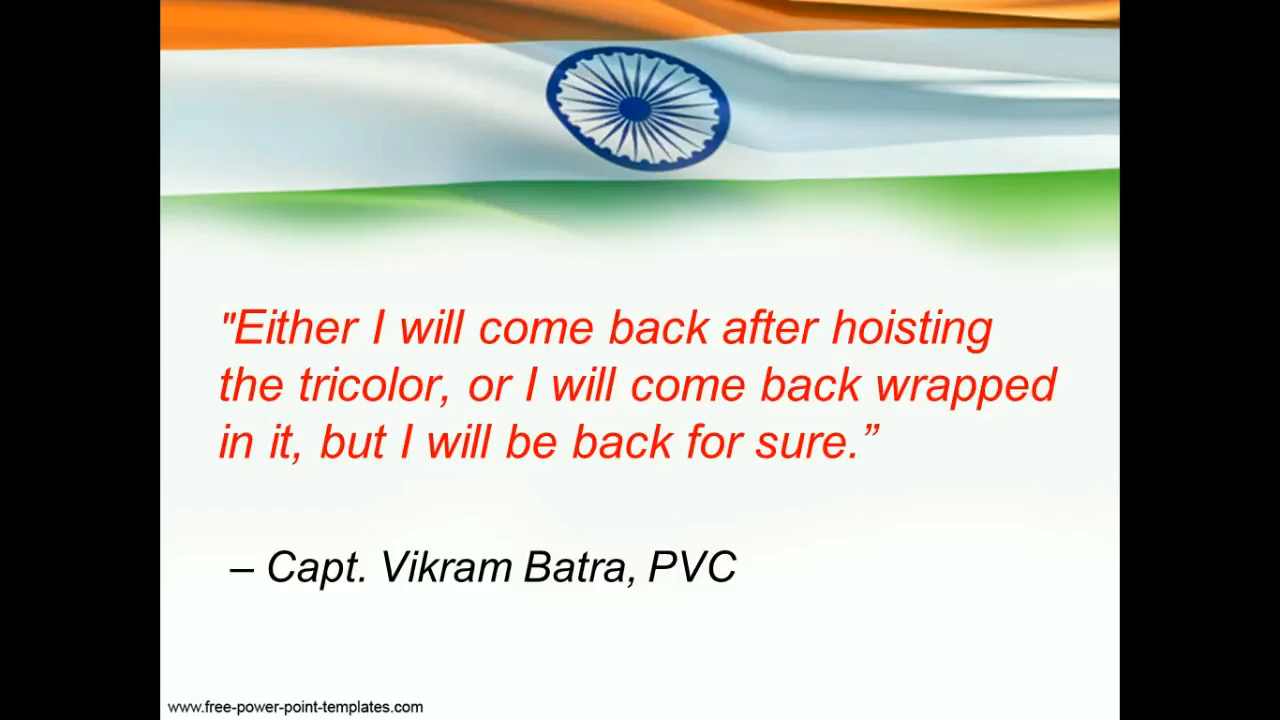 "Either I will come back after hoisting
the tricolor, or I will come back wrapped
in it, but I will be back for sure.”
– Capt. Vikram Batra, PVC
www.free-power-point-templates.com